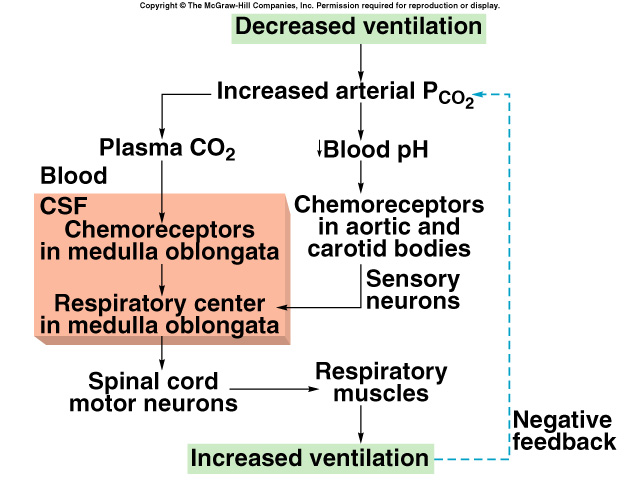 Copyright © The McGraw-Hill Companies, Inc. Permission required for reproduction or display.
Decreased ventilation
Increased arterial PCO2
Plasma CO2
↓Blood pH
Blood
CSF
Chemoreceptors
in medulla oblongata
Chemoreceptors
in aortic and
carotid bodies
Sensory
neurons
Respiratory center
in medulla oblongata
Spinal cord
motor neurons
Respiratory
muscles
Negative
feedback
Increased ventilation